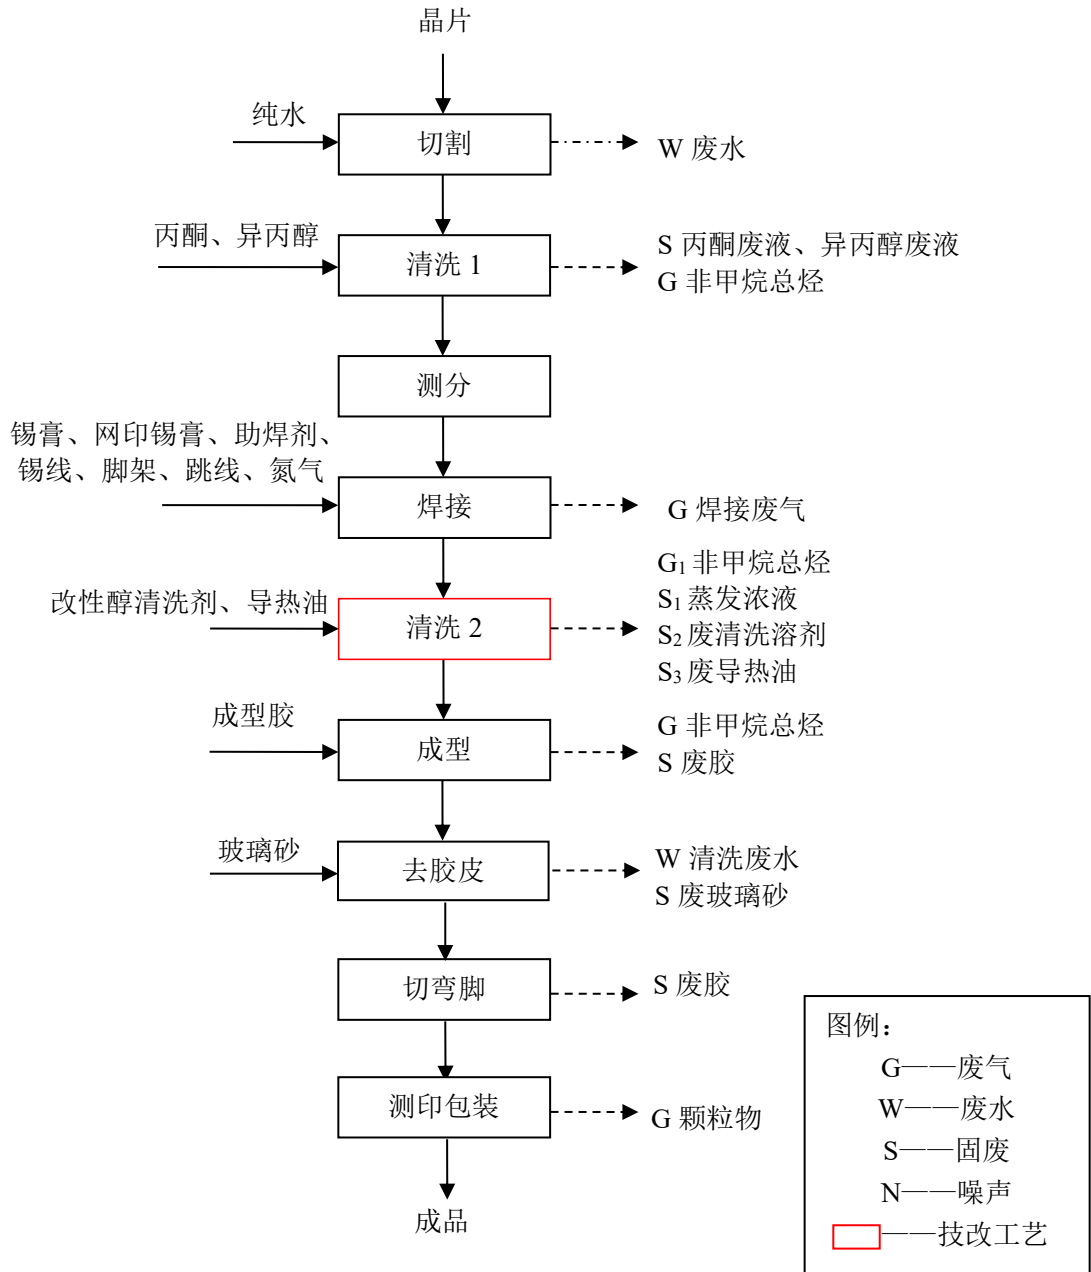 晶片
纯水
切割
W 废水
丙酮、异丙醇
清洗 1
S 丙酮废液、异丙醇废液
G 非甲烷总烃
测分
锡膏、网印锡膏、助焊剂、
锡线、脚架、跳线、氮气
焊接
G 焊接废气
改性醇清洗剂、导热油
清洗 2
G₁ 非甲烷总烃
S₁ 蒸发浓液
S₂ 废清洗溶剂
S₃ 废导热油
成型胶
成型
G 非甲烷总烃
S 废胶
玻璃砂
去胶皮
W 清洗废水
S 废玻璃砂
切弯脚
S 废胶
测印包装
G 颗粒物
成品
图例：
G——废气
W——废水
S——固废
N——噪声
——技改工艺